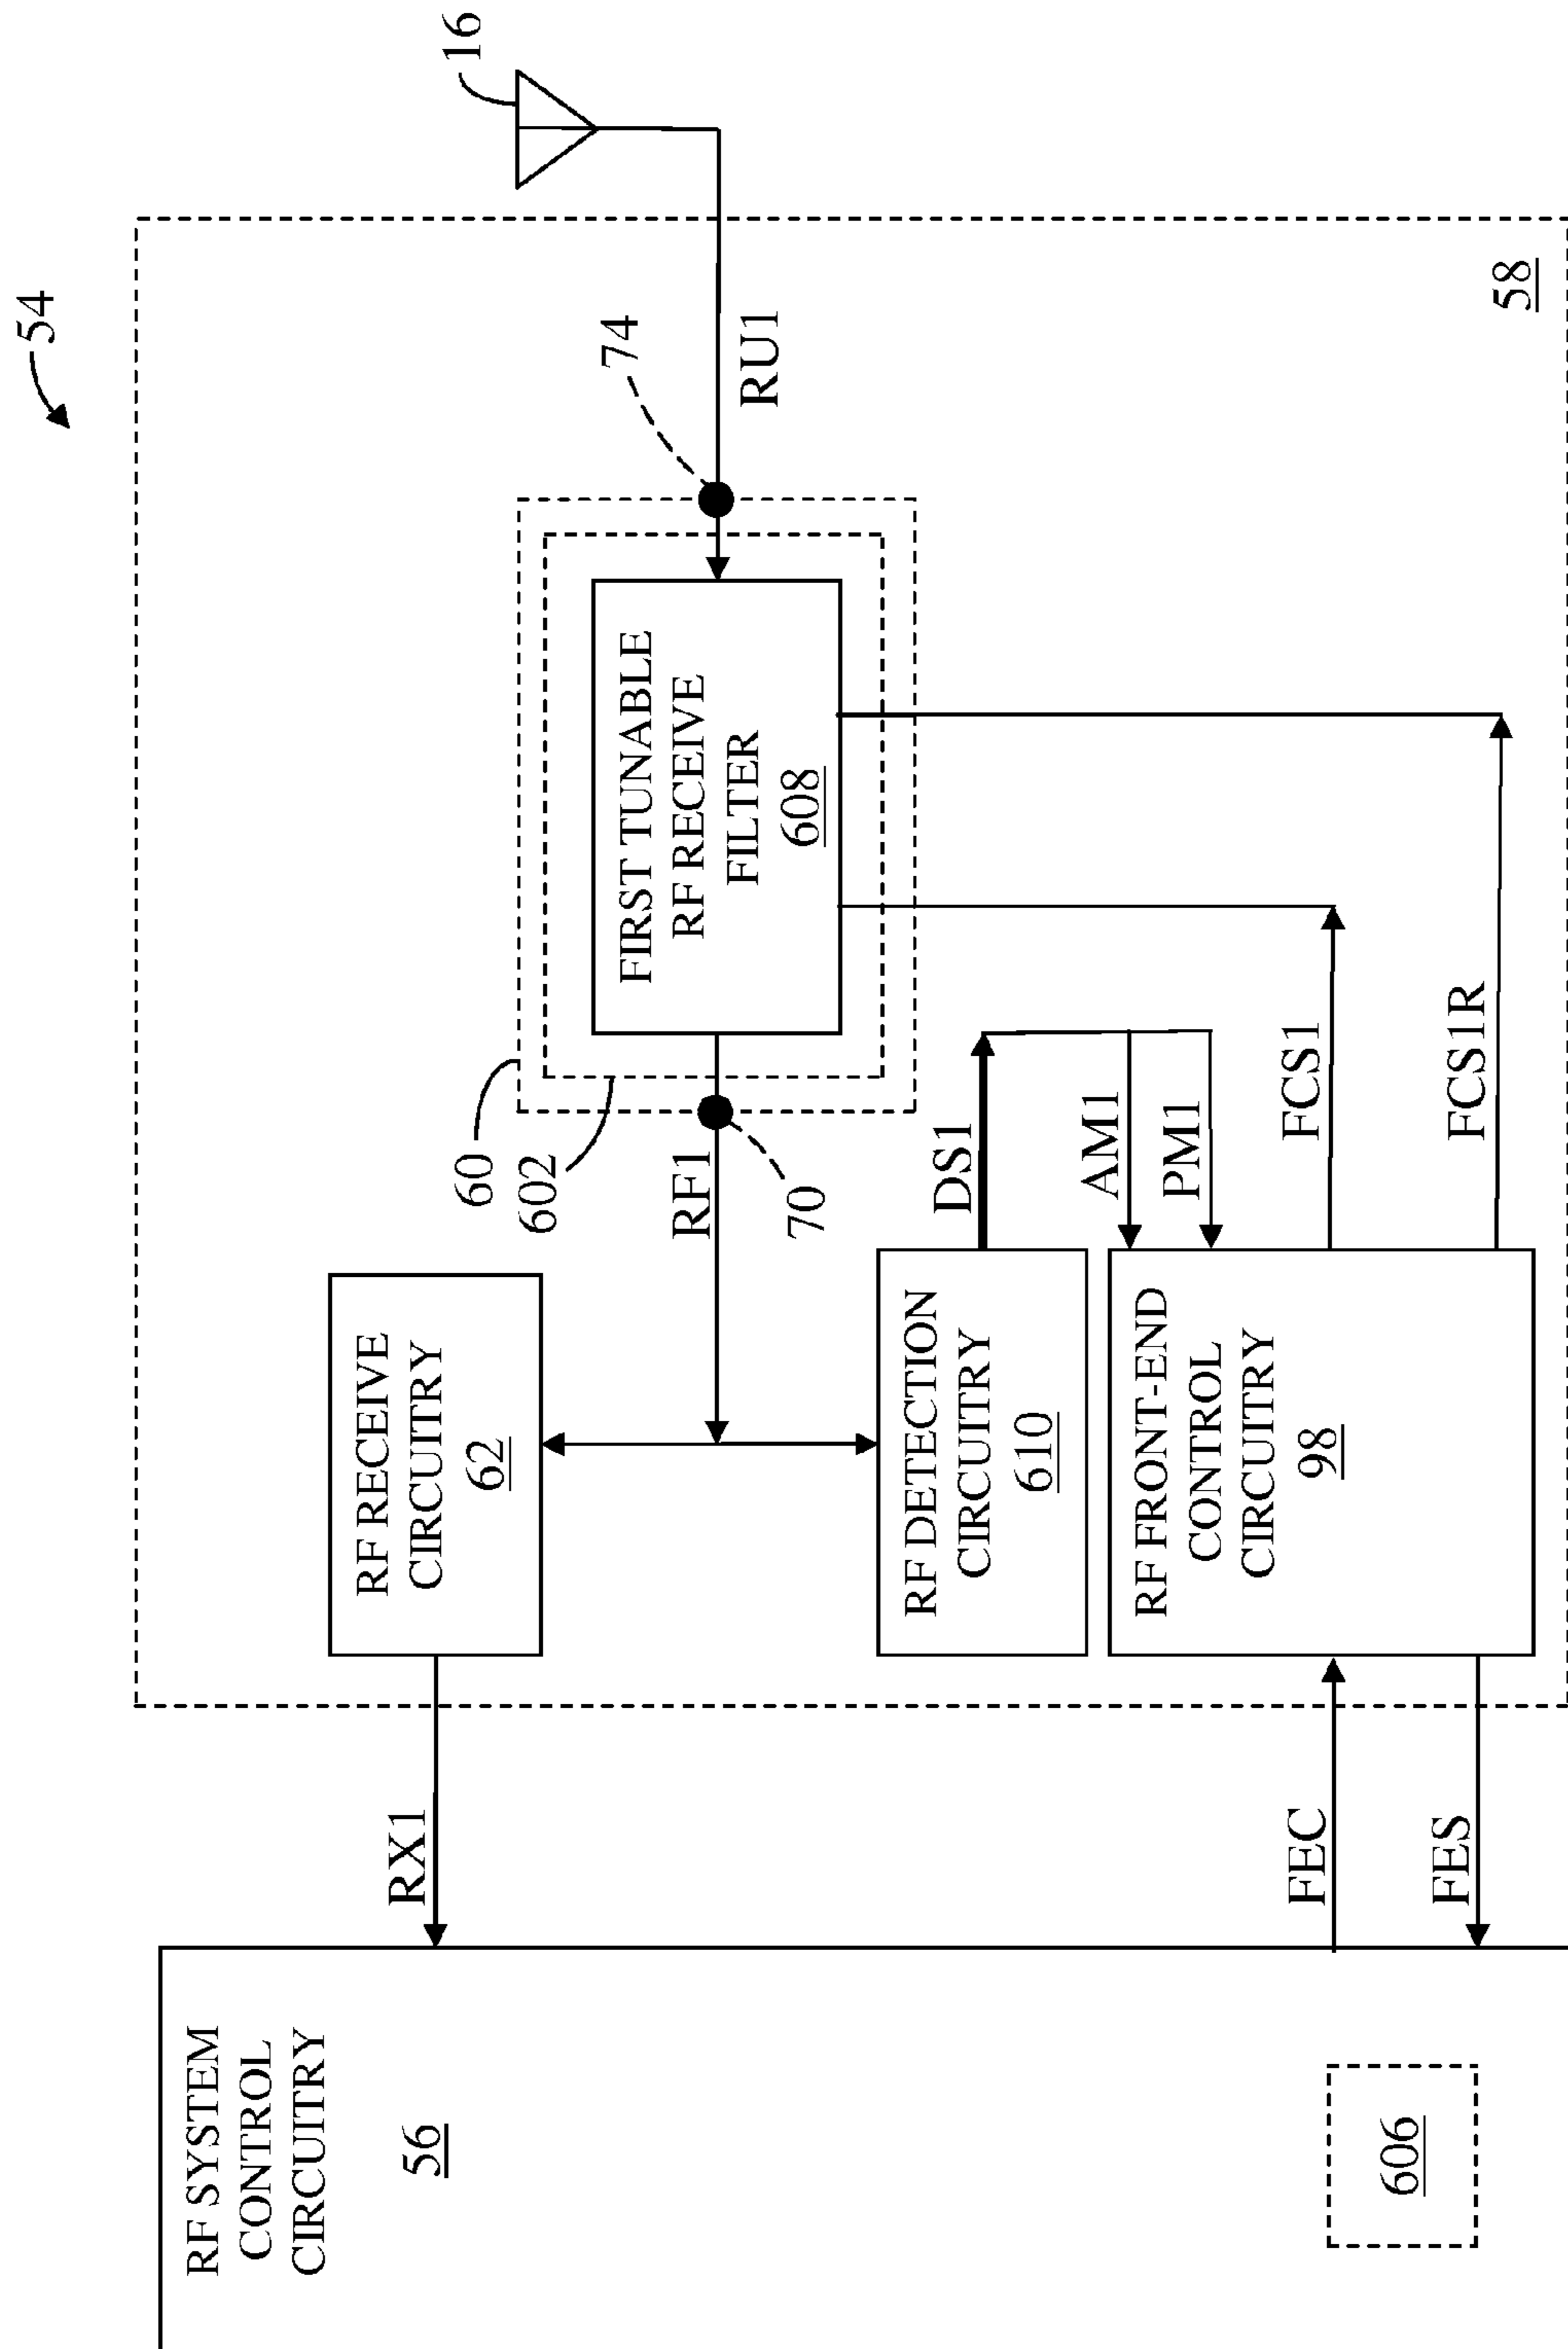 54
RF SYSTEM
CONTROL
CIRCUITRY
56
606
RX1
FEC
FES
RF RECEIVE
CIRCUITRY
62
RF DETECTION
CIRCUITRY
610
RF FRONT-END
CONTROL
CIRCUITRY
98
60
602
RF1
70
DS1
AM1
PM1
FCS1
FCS1R
FIRST TUNABLE
RF RECEIVE
FILTER
608
74
RU1
16
58